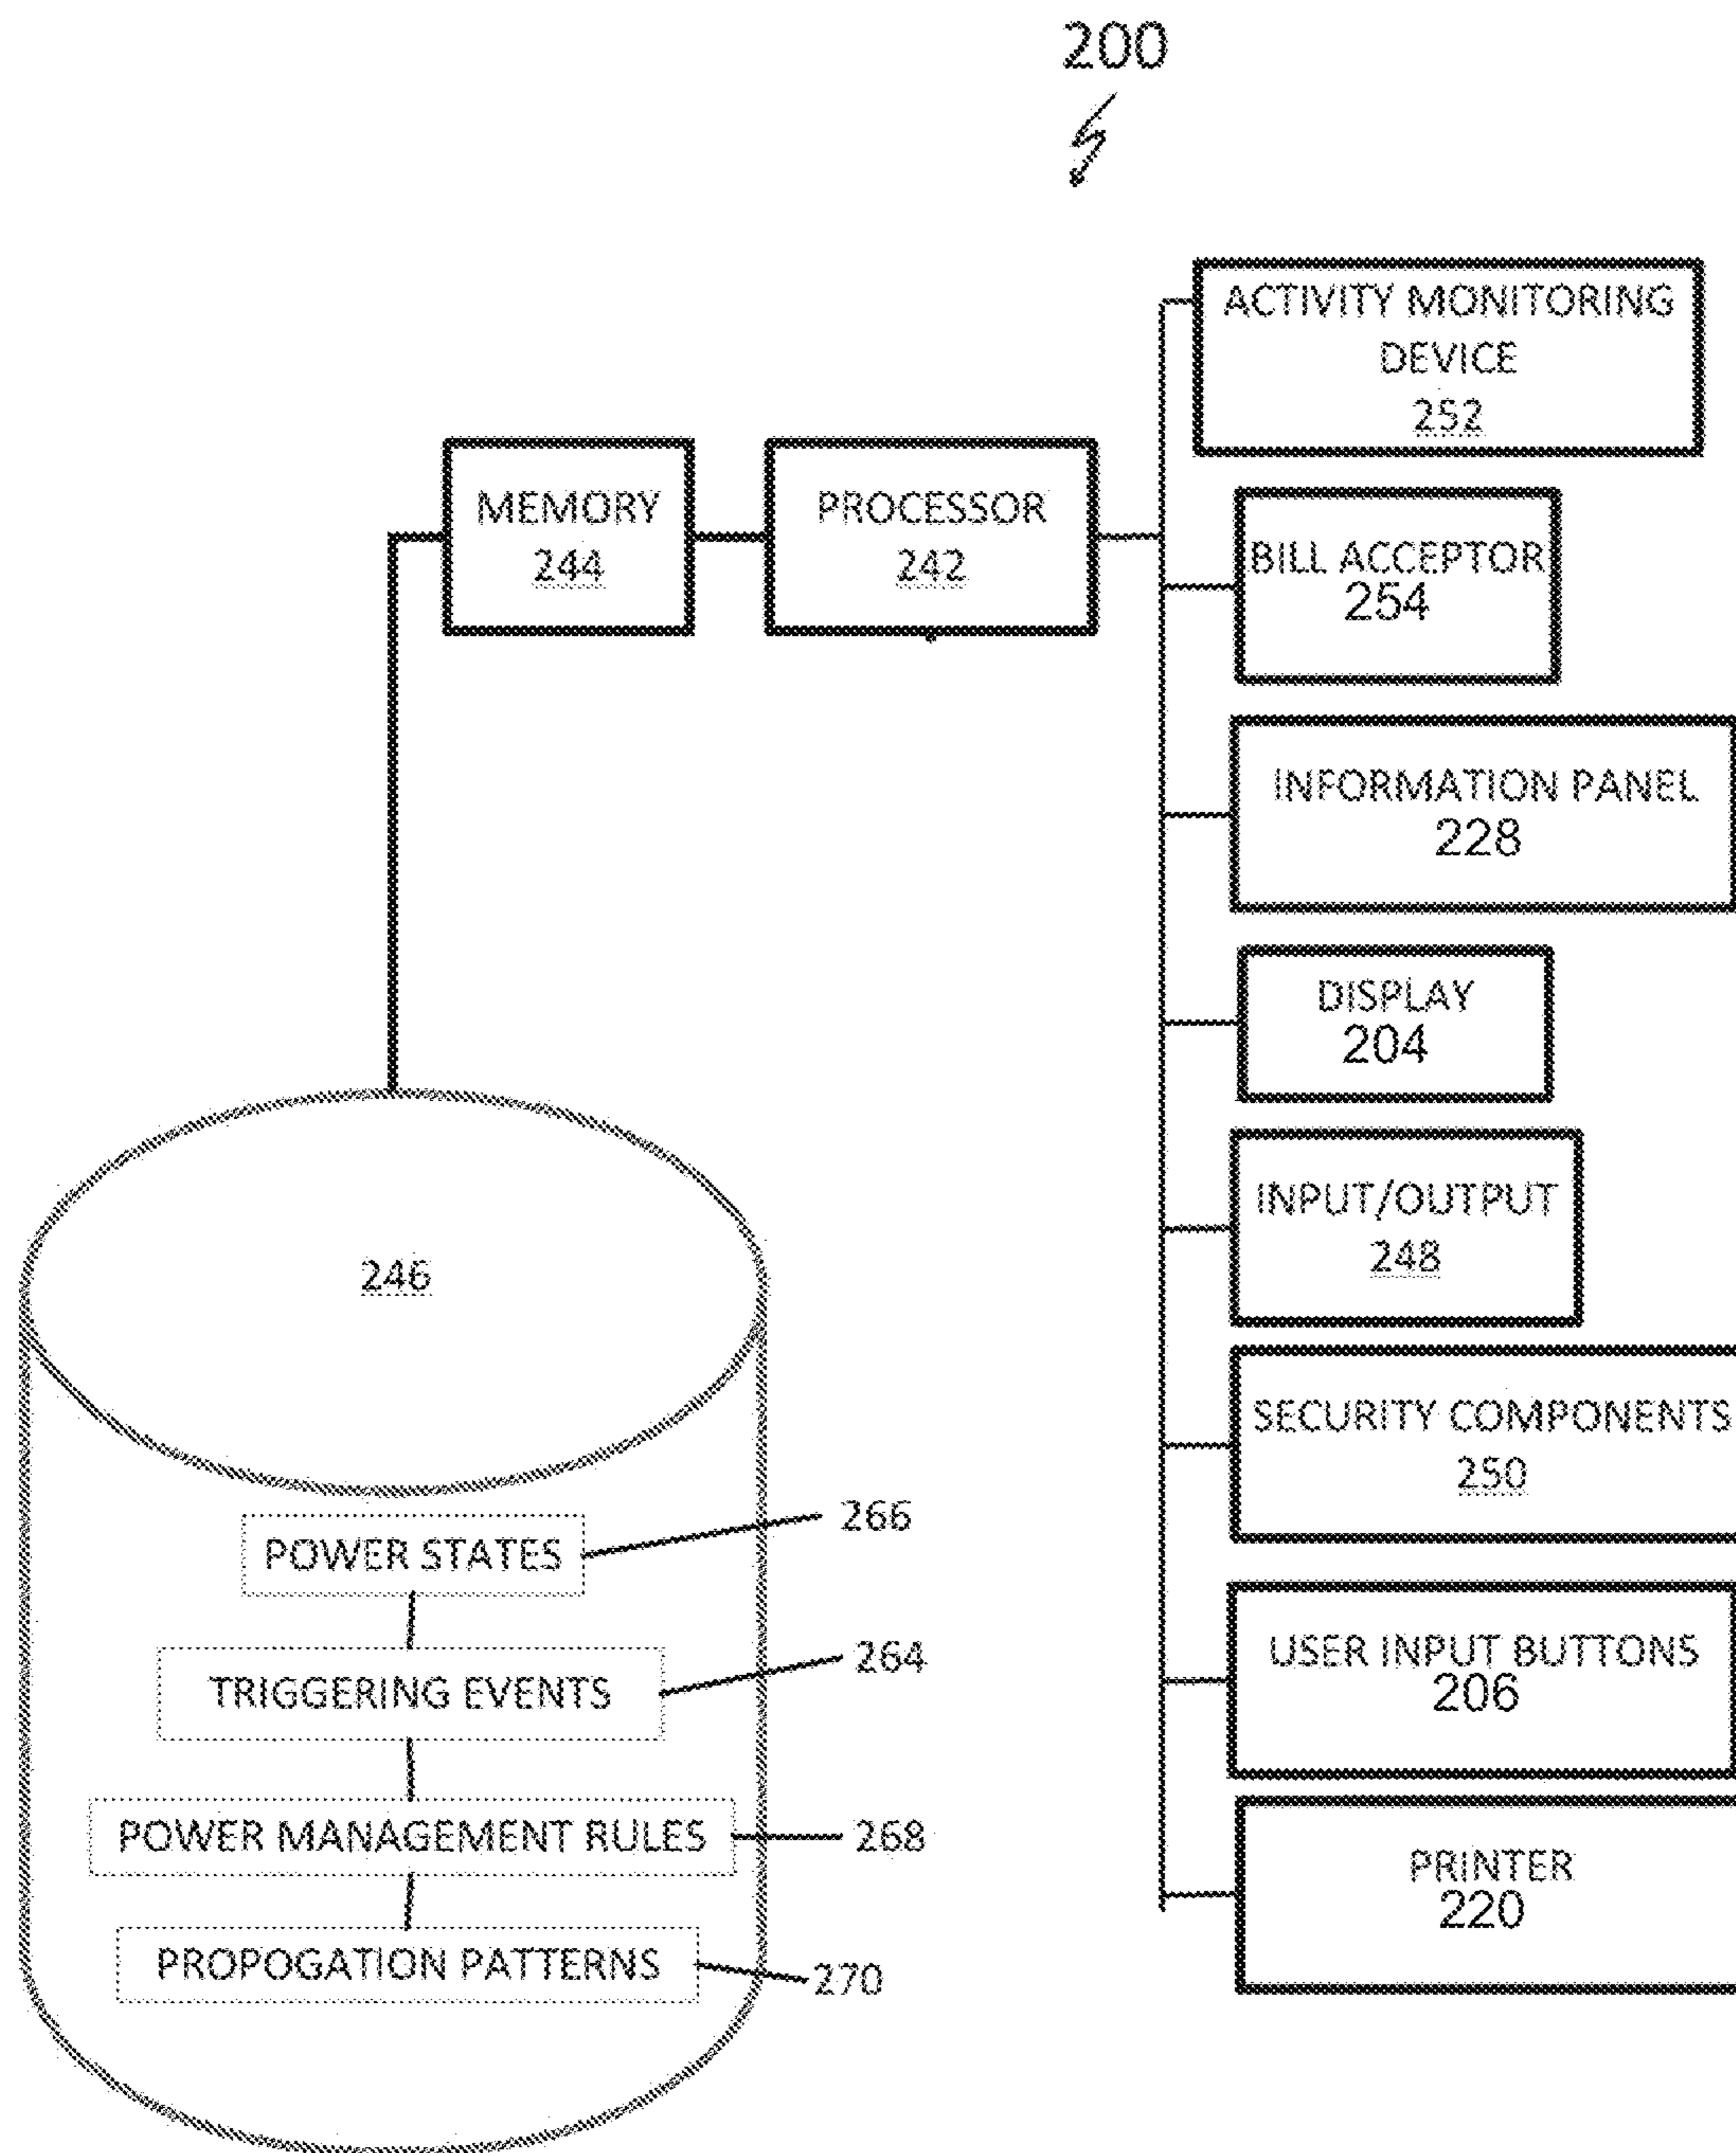 200
ACTIVITY MONITORING
DEVICE
252
MEMORY
244
PROCESSOR
242
BILL ACCEPTOR
254
INFORMATION PANEL
228
DISPLAY
204
INPUT/OUTPUT
248
SECURITY COMPONENTS
250
USER INPUT BUTTONS
206
PRINTER
220
246
POWER STATES
266
TRIGGERING EVENTS
264
POWER MANAGEMENT RULES
268
PROPOGATION PATTERNS
270